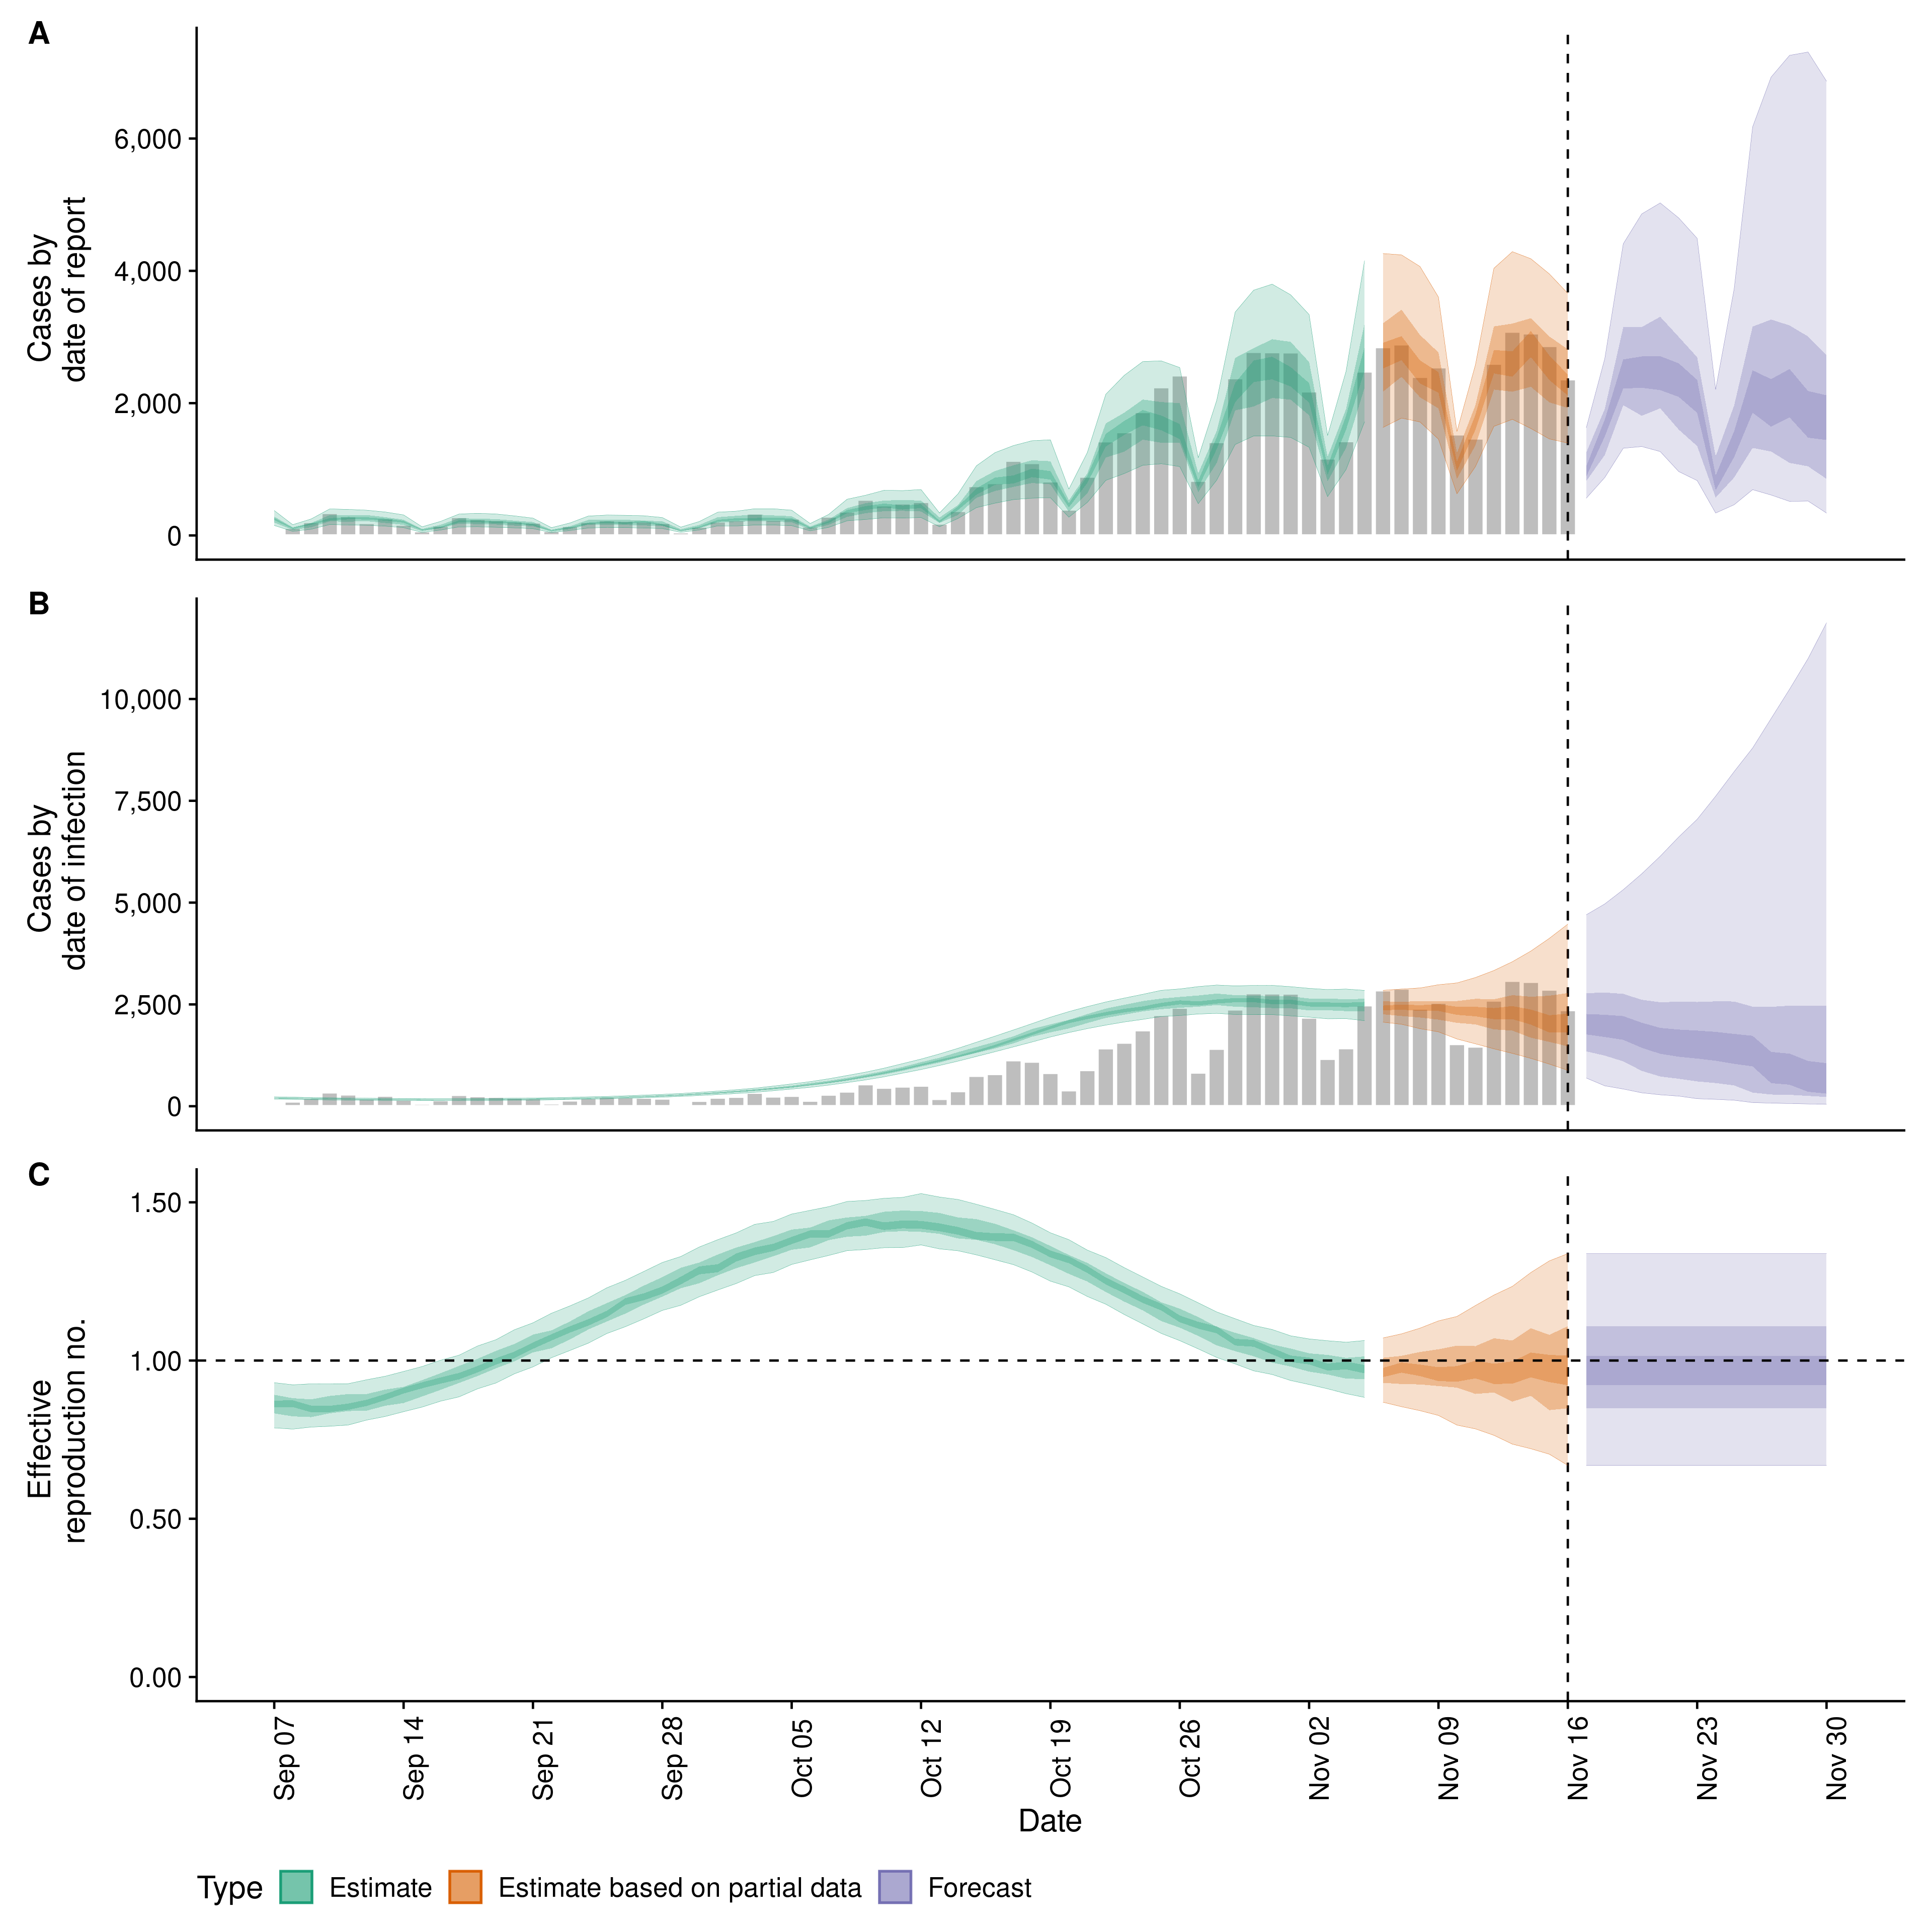 A
Cases by
date of report
6,000
4,000
2,000
0
B
Cases by
date of infection
10,000
7,500
5,000
2,500
0
C
Effective
reproduction no.
1.50
1.00
0.50
0.00
Sep 07
Sep 14
Sep 21
Sep 28
Oct 05
Oct 12
Oct 19
Oct 26
Nov 02
Nov 09
Nov 16
Nov 23
Nov 30
Date
Type Estimate Estimate based on partial data Forecast